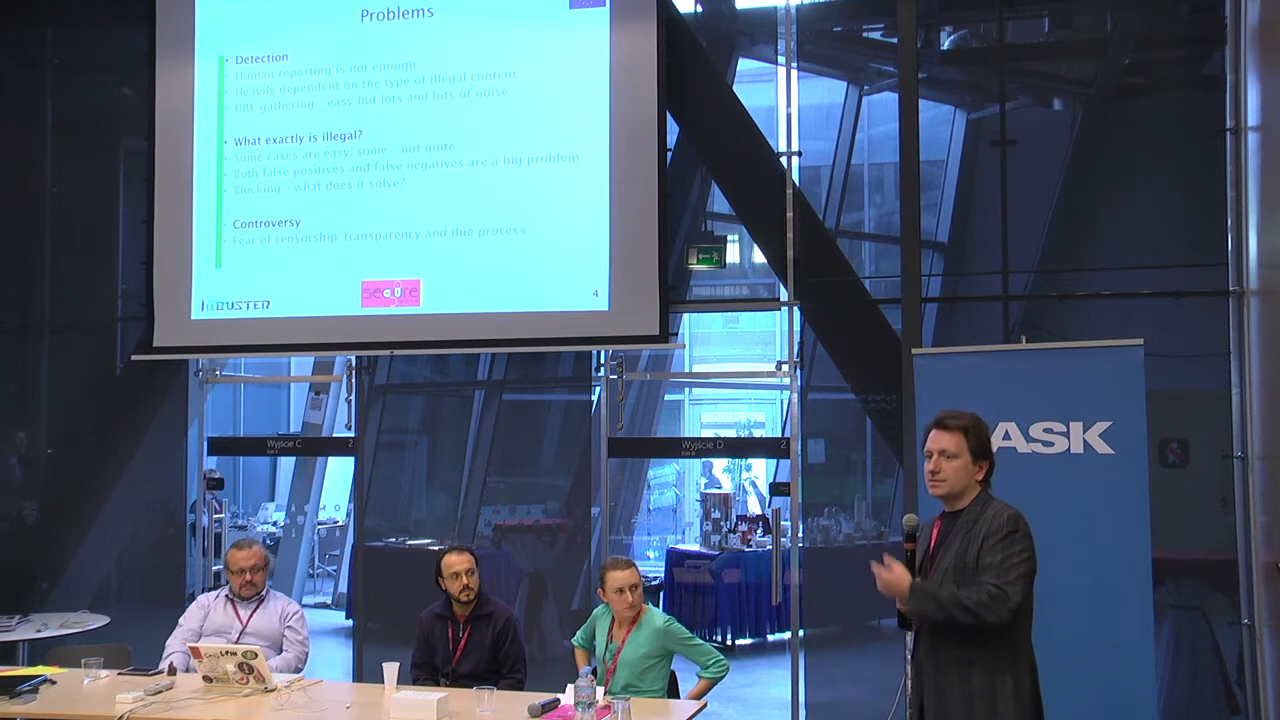 Problems
• Detection
• Human reporting is not enough
• Heavily dependent on the type of illegal content
• URL gathering – easy but lots and lots of noise
• What exactly is illegal?
• Some cases are easy, some – not quite
• Both false positives and false negatives are a big problem
• Blocking – what does it solve?
• Controversy
• Fear of censorship: transparency and due process
IllBUSTER
secure
4
Wyjście C
2
Exit C
Wyjście D
2
ASK